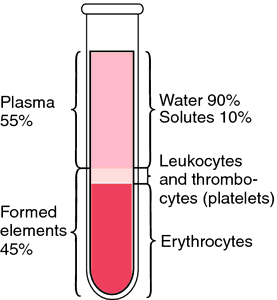 Plasma
55%
Water 90%
Solutes 10%
Leukocytes
and thrombo-
cytes (platelets)
Formed
elements
45%
Erythrocytes